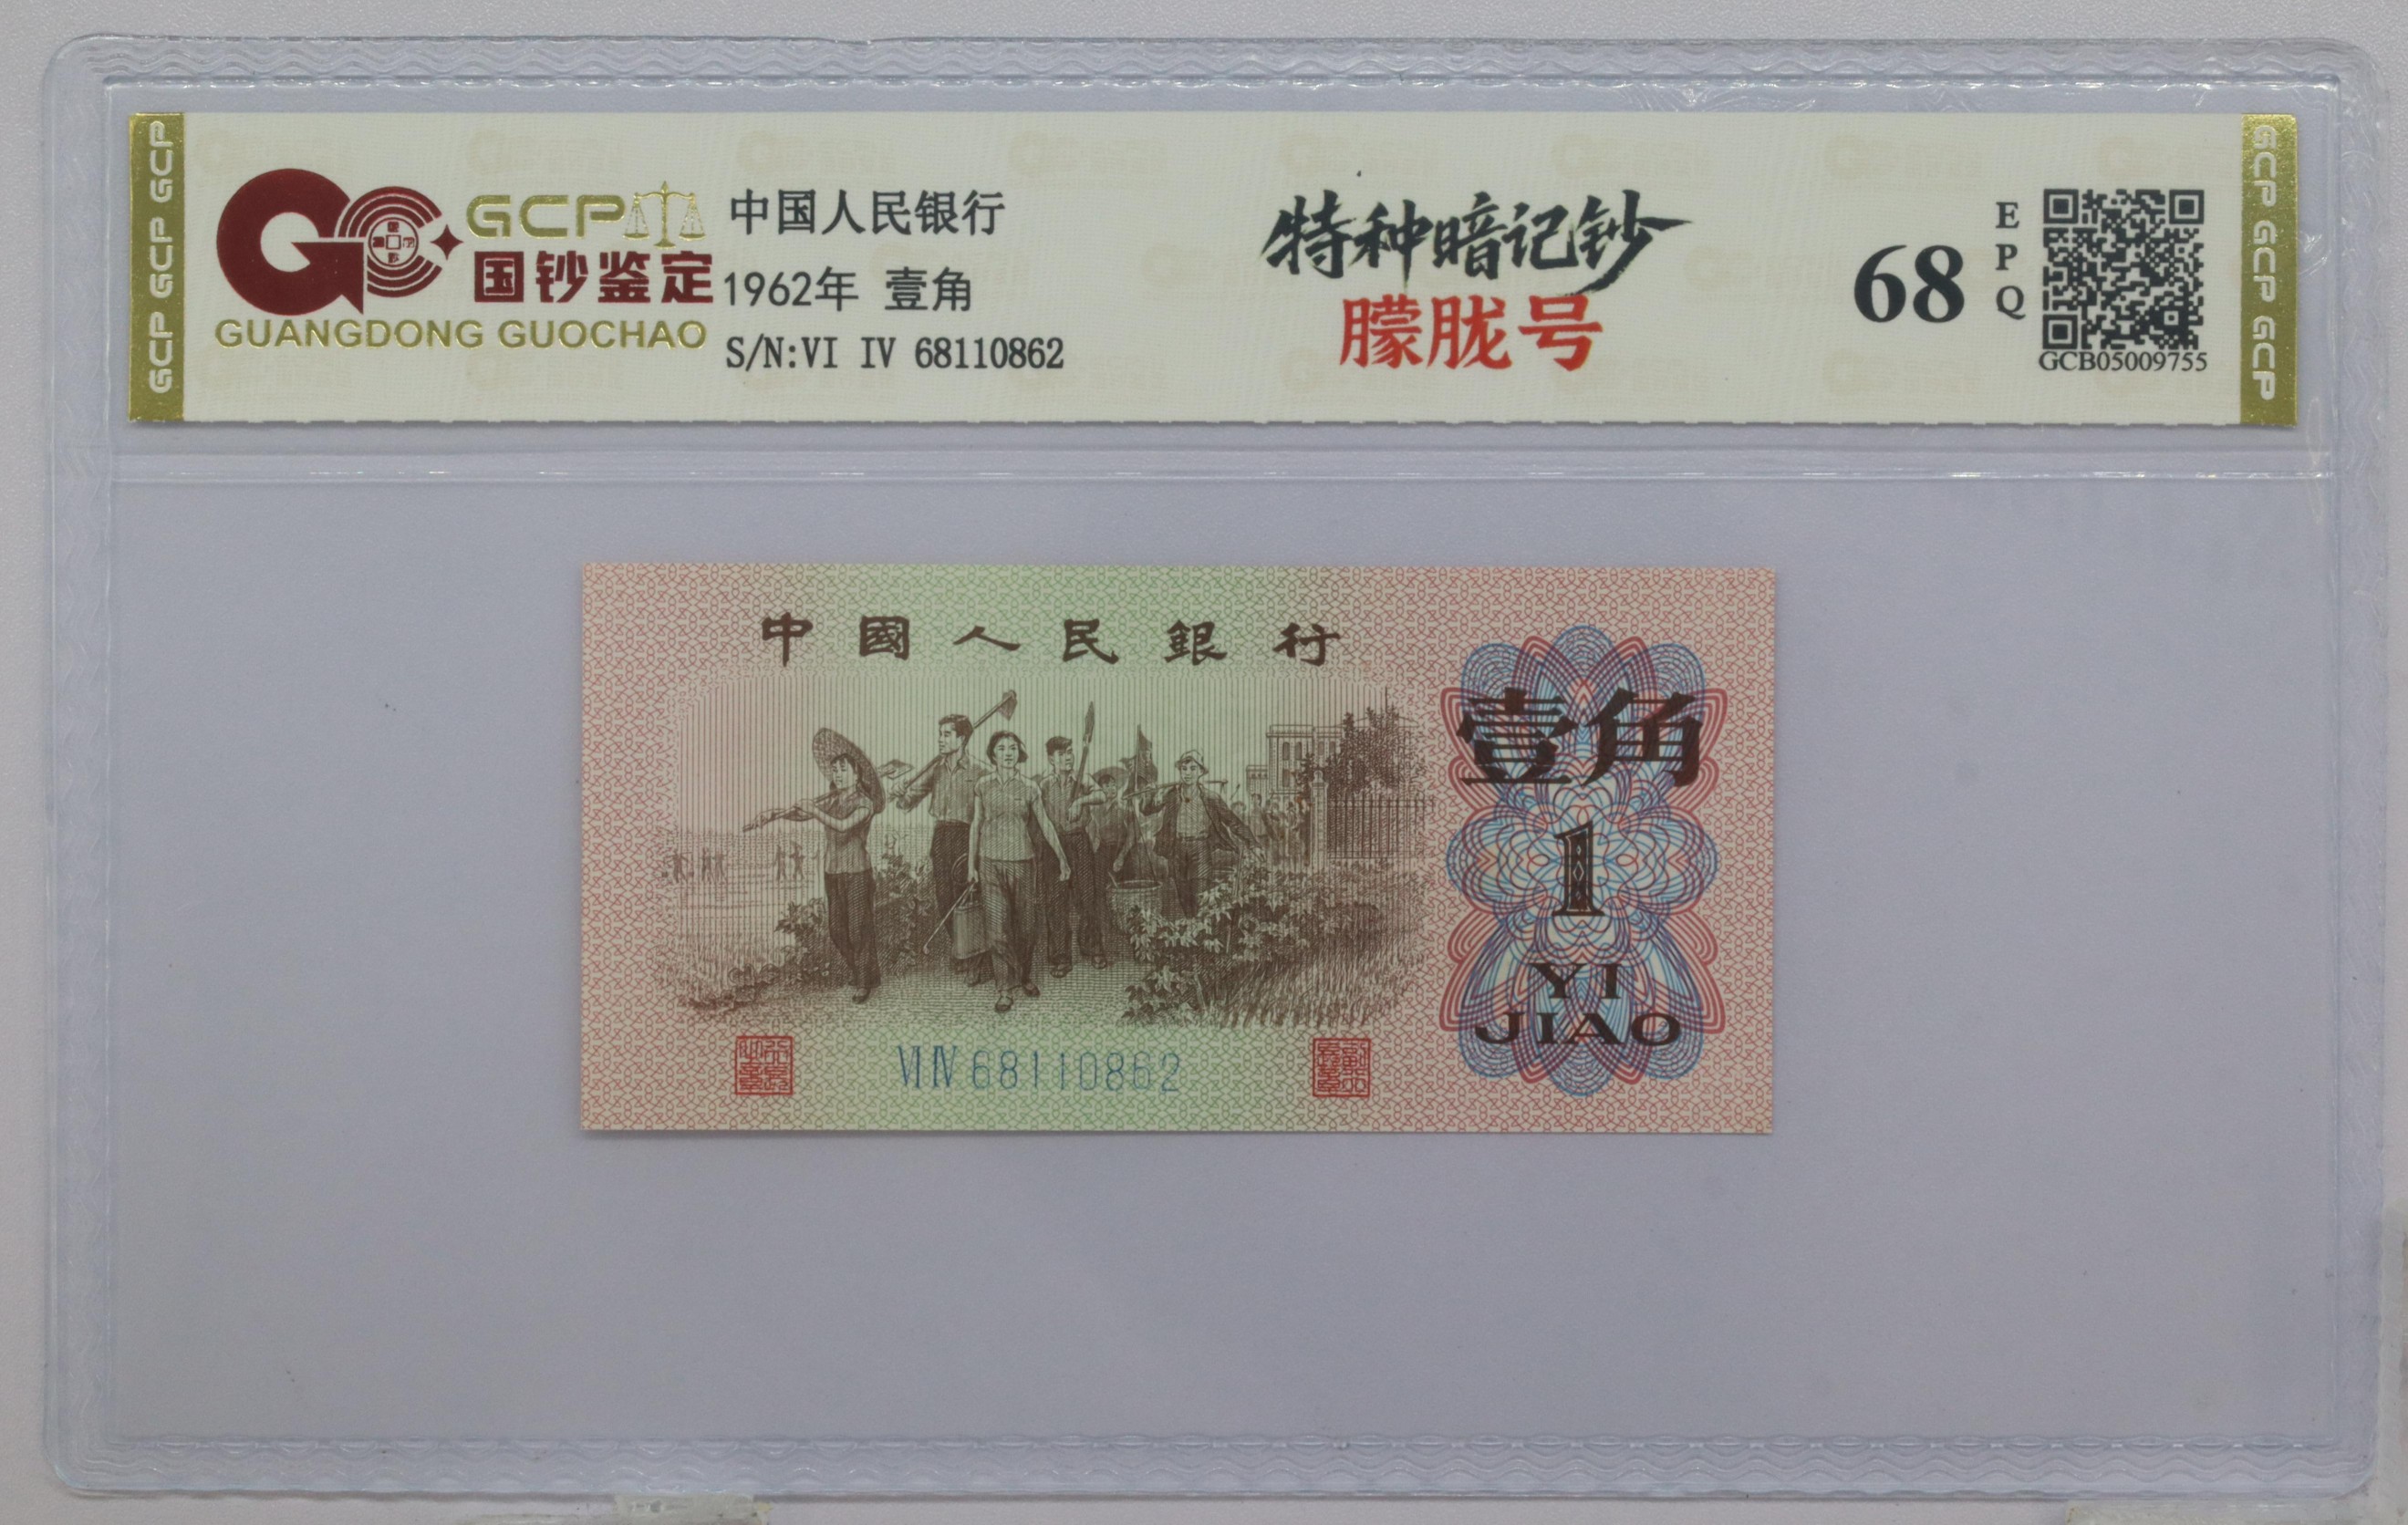 GCP GCP GCP
GCP
国钞鉴定
GUANGDONG GUOCHAO
中国人民银行
1962年 壹角
S/N:VI IV 68110862
特种暗记钞
朦胧号
68
EPQ
GCB05009755
GCP GCP GCP
中國人民銀行
壹角
1
YI
JIAO
VI IV 68110862